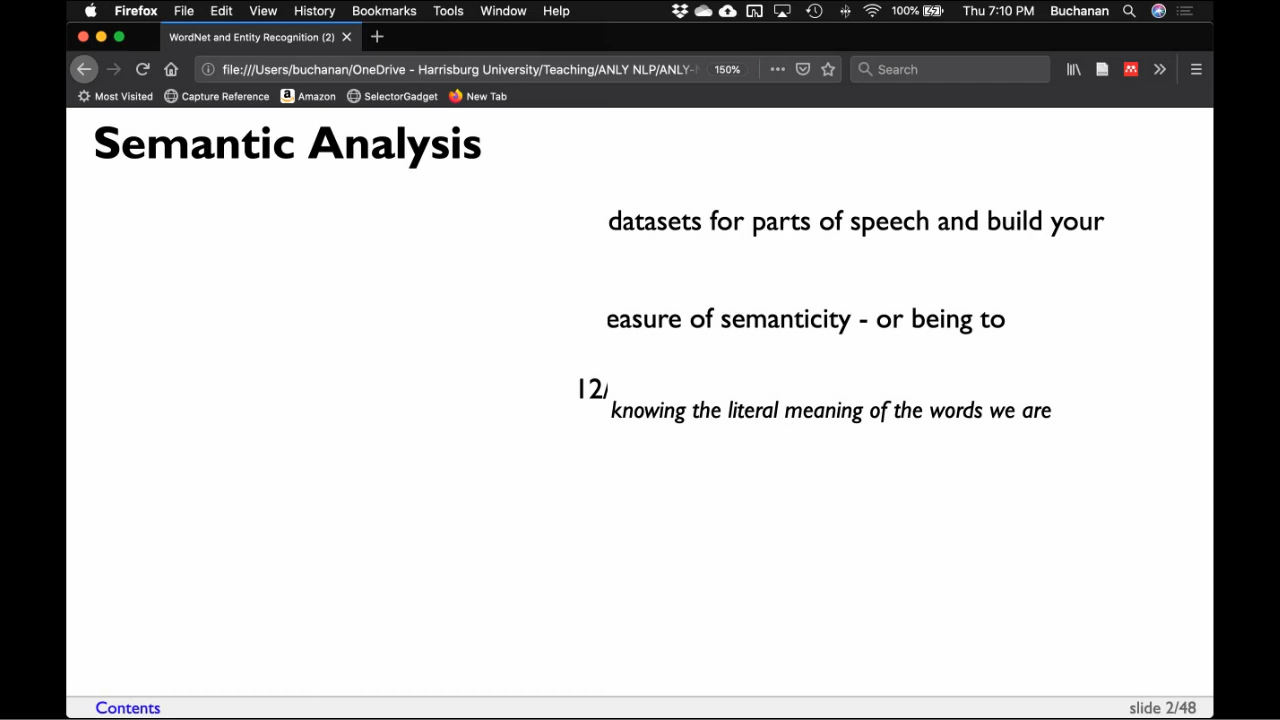 Firefox File Edit View History Bookmarks Tools Window Help 100% Thu 7:10 PM Buchanan
WordNet and Entity Recognition (2)
file:///Users/buchanan/OneDrive - Harrisburg University/Teaching/ANLY NLP/ANLY- 150% Search
Most Visited Capture Reference Amazon SelectorGadget New Tab
Semantic Analysis
datasets for parts of speech and build your
easure of semanticity - or being to
12/
knowing the literal meaning of the words we are
Contents slide 2/48